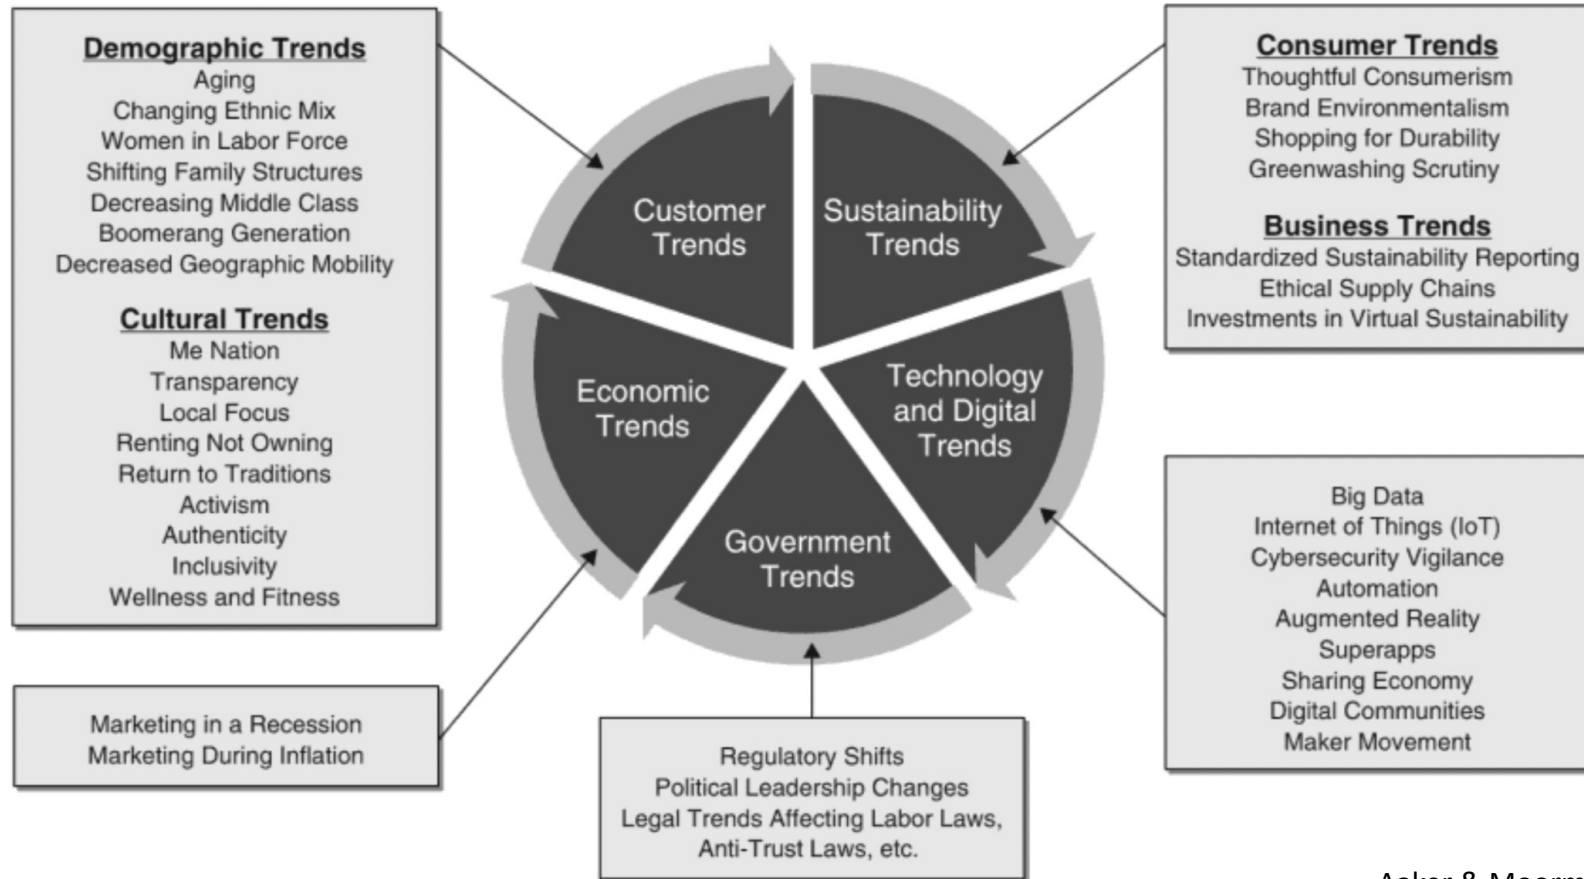 Demographic Trends
Aging
Changing Ethnic Mix
Women in Labor Force
Shifting Family Structures
Decreasing Middle Class
Boomerang Generation
Decreased Geographic Mobility
Cultural Trends
Me Nation
Transparency
Local Focus
Renting Not Owning
Return to Traditions
Activism
Authenticity
Inclusivity
Wellness and Fitness
Marketing in a Recession
Marketing During Inflation
Customer
Trends
Sustainability
Trends
Economic
Trends
Technology
and Digital
Trends
Government
Trends
Regulatory Shifts
Political Leadership Changes
Legal Trends Affecting Labor Laws,
Anti-Trust Laws, etc.
Consumer Trends
Thoughtful Consumerism
Brand Environmentalism
Shopping for Durability
Greenwashing Scrutiny
Business Trends
Standardized Sustainability Reporting
Ethical Supply Chains
Investments in Virtual Sustainability
Big Data
Internet of Things (IoT)
Cybersecurity Vigilance
Automation
Augmented Reality
Superapps
Sharing Economy
Digital Communities
Maker Movement